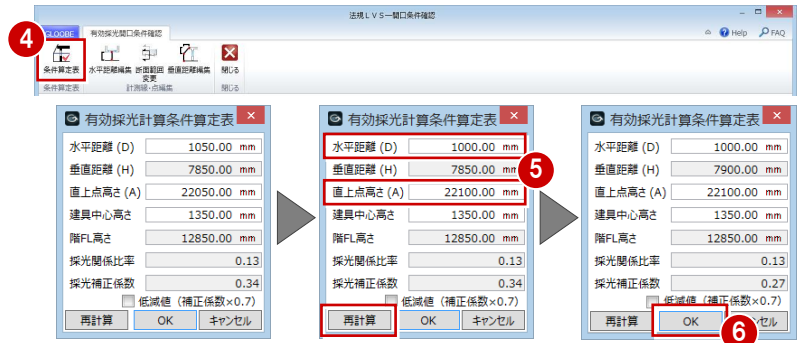 法規ＬＶＳ－開口条件確認
4
GLOOBE 有効採光開口条件確認
Help FAQ
条件算定表 水平距離編集 断面範囲変更 垂直距離編集 閉じる
条件算定表 計測線・点編集 閉じる
有効採光計算条件算定表
水平距離 (D) 1050.00 mm
垂直距離 (H) 7850.00 mm
直上点高さ (A) 22050.00 mm
建具中心高さ 1350.00 mm
階FL高さ 12850.00 mm
採光関係比率 0.13
採光補正係数 0.34
低減値（補正係数×0.7）
再計算 OK キャンセル
有効採光計算条件算定表
水平距離 (D) 1000.00 mm
垂直距離 (H) 7850.00 mm
5
直上点高さ (A) 22100.00 mm
建具中心高さ 1350.00 mm
階FL高さ 12850.00 mm
採光関係比率 0.13
採光補正係数 0.34
低減値（補正係数×0.7）
再計算 OK キャンセル
有効採光計算条件算定表
水平距離 (D) 1000.00 mm
垂直距離 (H) 7900.00 mm
直上点高さ (A) 22100.00 mm
建具中心高さ 1350.00 mm
階FL高さ 12850.00 mm
採光関係比率 0.13
採光補正係数 0.27
低減値（補正係数×0.7）
再計算 OK
6